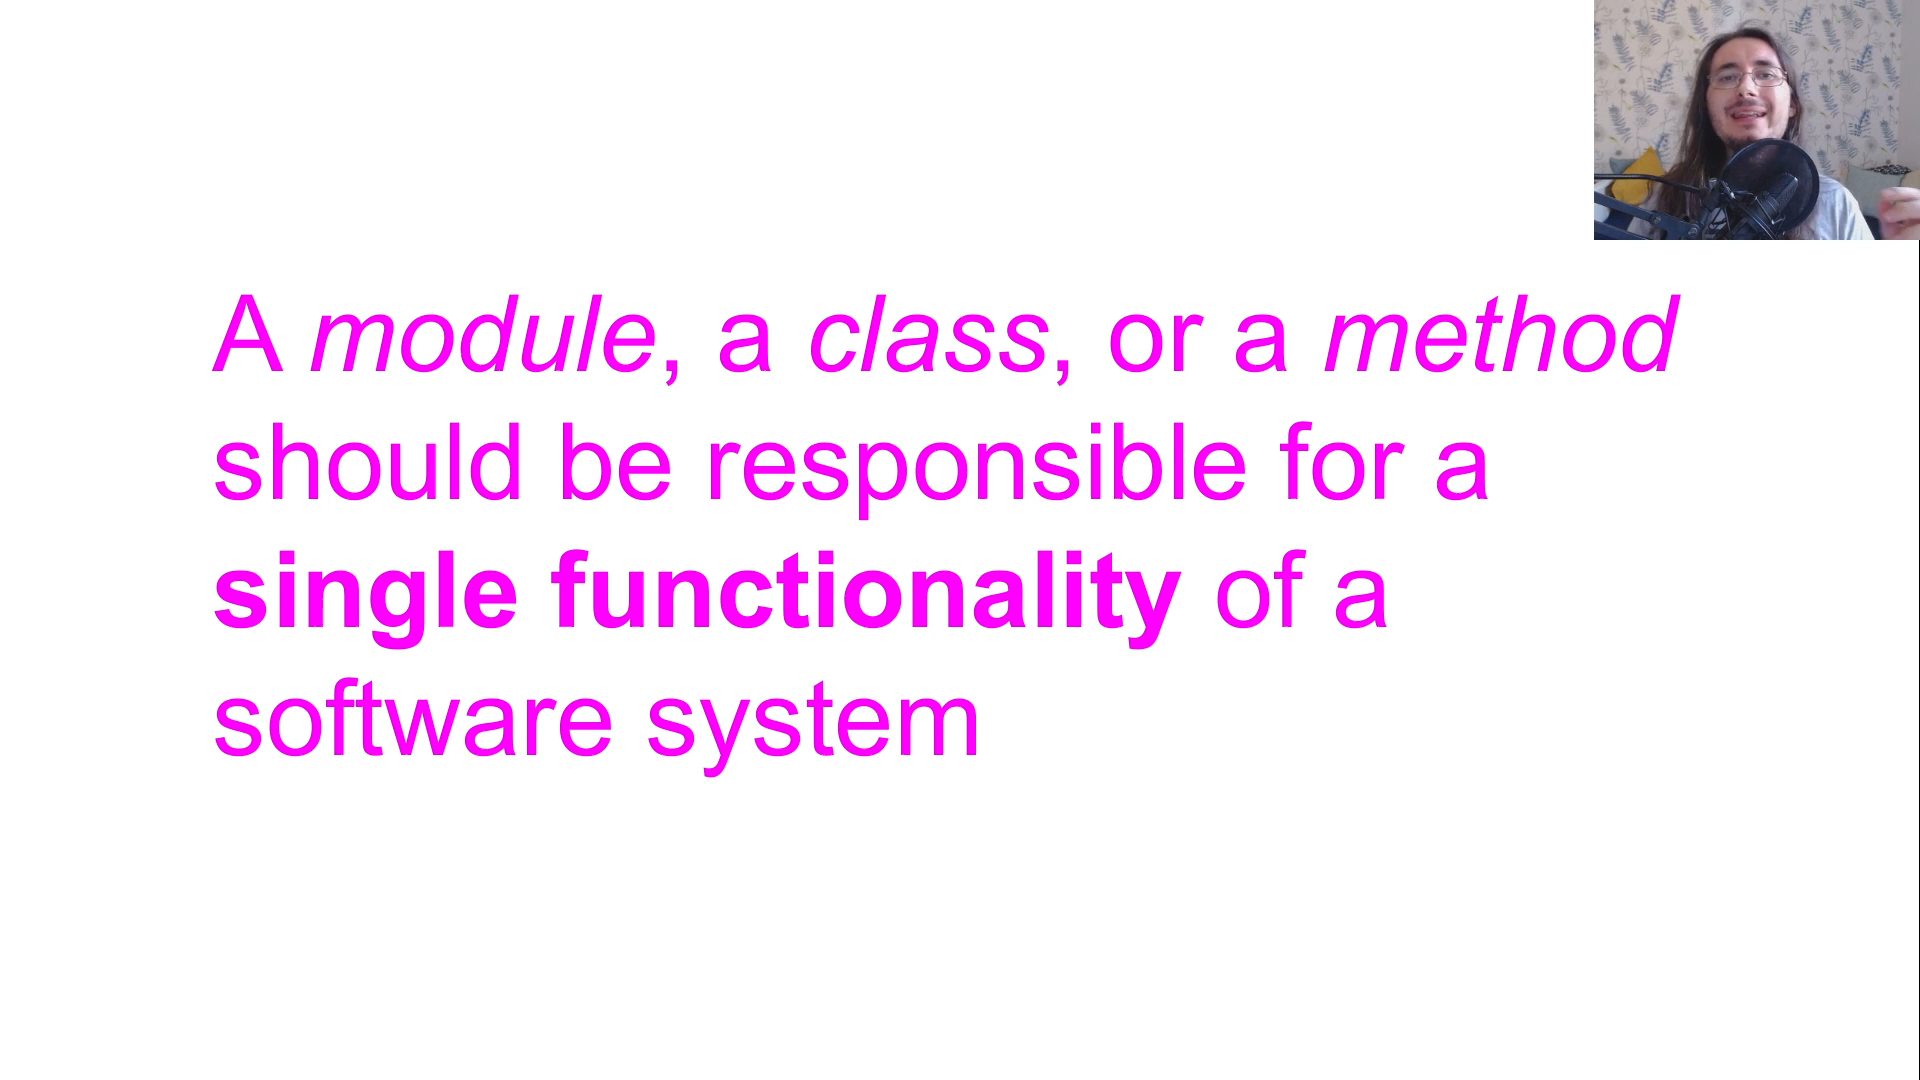 A module, a class, or a method
should be responsible for a
single functionality of a
software system